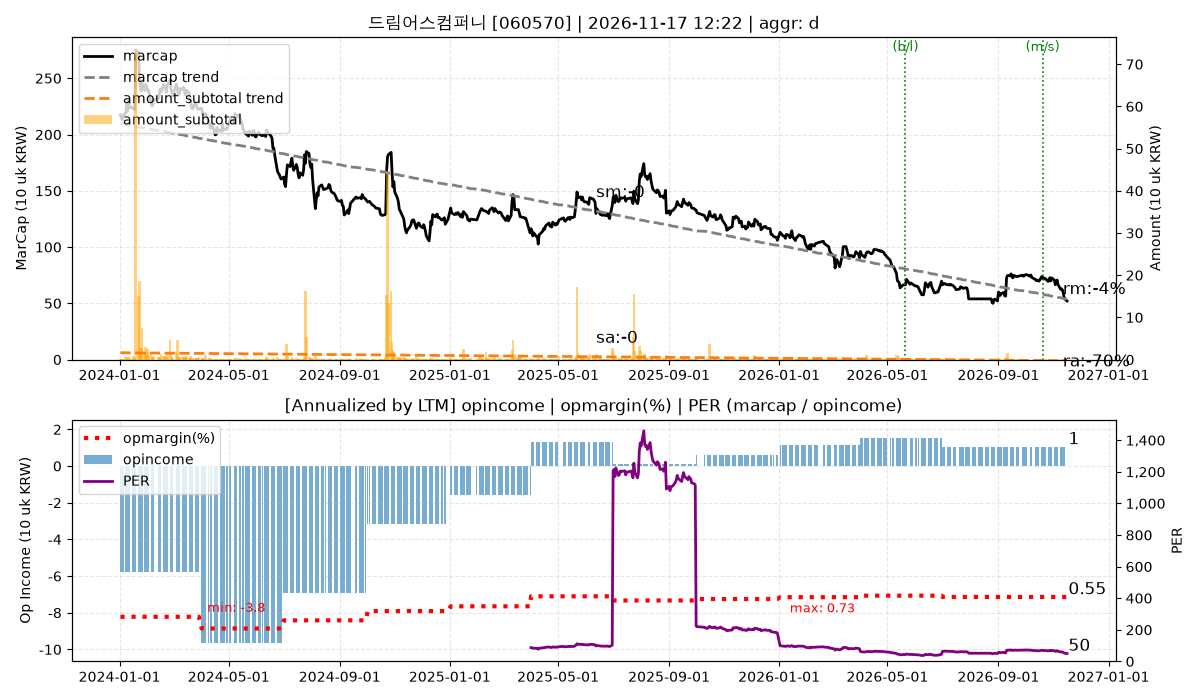 드림어스컴퍼니 [060570] | 2026-11-17 12:22 | aggr: d
marcap
marcap trend
amount_subtotal trend
amount_subtotal
(b/l)
(m/s)
MarCap (10 uk KRW)
250
200
150
100
50
0
Amount (10 uk KRW)
70
60
50
40
30
20
10
sm:-0
sa:-0
rm:-4%
ra:-70%
2024-01-01
2024-05-01
2024-09-01
2025-01-01
2025-05-01
2025-09-01
2026-01-01
2026-05-01
2026-09-01
2027-01-01
[Annualized by LTM] opincome | opmargin(%) | PER (marcap / opincome)
opmargin(%)
opincome
PER
Op Income (10 uk KRW)
2
0
-2
-4
-6
-8
-10
PER
1,400
1,200
1,000
800
600
400
200
0
min: -3.8
max: 0.73
1
0.55
50
2024-01-01
2024-05-01
2024-09-01
2025-01-01
2025-05-01
2025-09-01
2026-01-01
2026-05-01
2026-09-01
2027-01-01